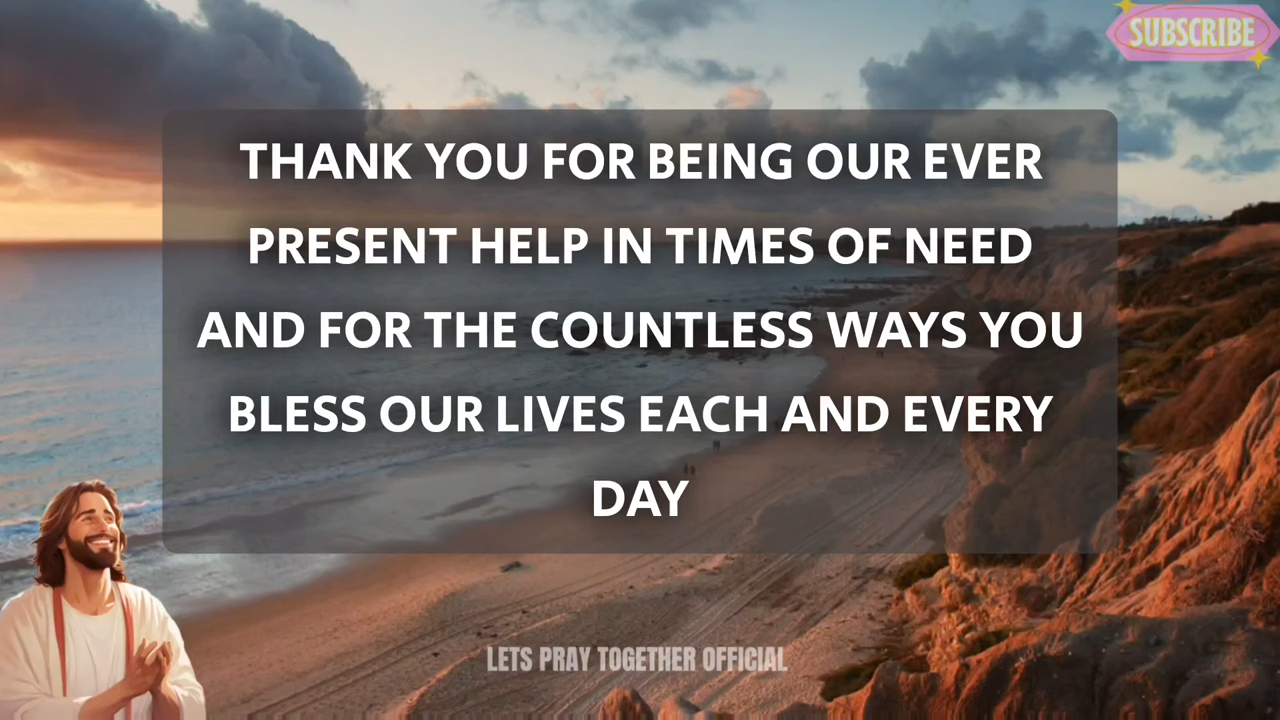 SUBSCRIBE
THANK YOU FOR BEING OUR EVER
PRESENT HELP IN TIMES OF NEED
AND FOR THE COUNTLESS WAYS YOU
BLESS OUR LIVES EACH AND EVERY
DAY
LETS PRAY TOGETHER OFFICIAL